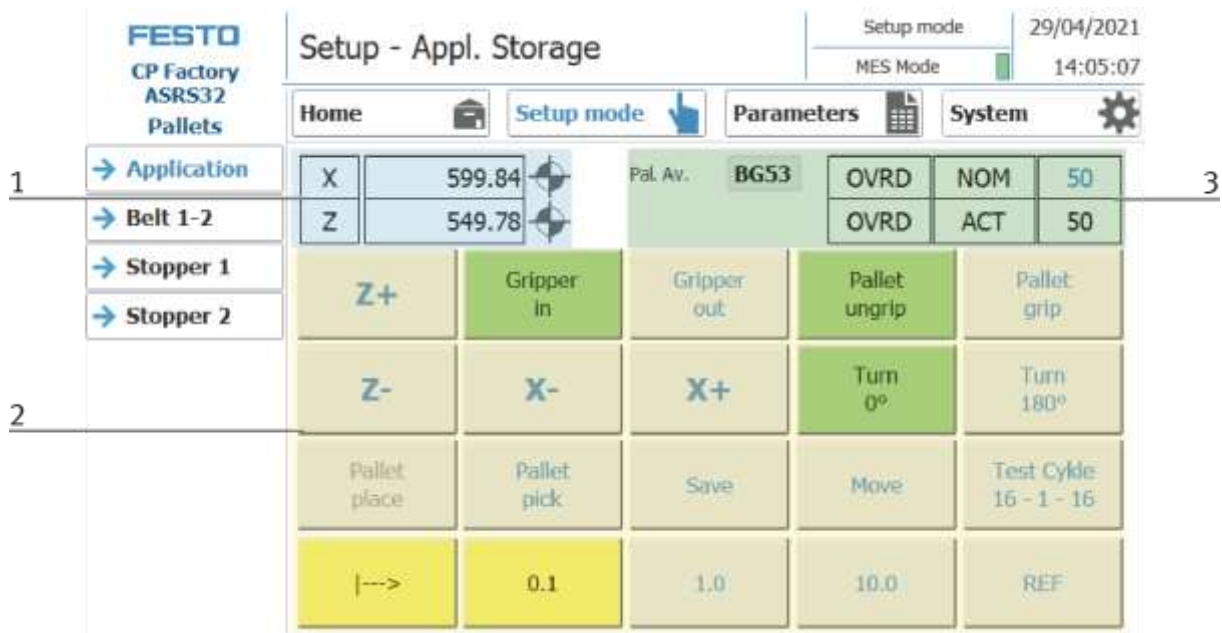 FESTO
CP Factory
ASRS32
Pallets
Setup - Appl. Storage
Setup mode
MES Mode
29/04/2021
14:05:07
Home
Setup mode
Parameters
System
1
→ Application
→ Belt 1-2
→ Stopper 1
→ Stopper 2
2
X 599.84
Z 549.78
Pal. Av. BG53
OVRD NOM 50
OVRD ACT 50
3
Z+
Gripper
in
Gripper
out
Pallet
ungrip
Pallet
grip
Z-
X-
X+
Turn
0°
Turn
180°
Pallet
place
Pallet
pick
Save
Move
Test Cykle
16 - 1 - 16
|--->
0.1
1.0
10.0
REF